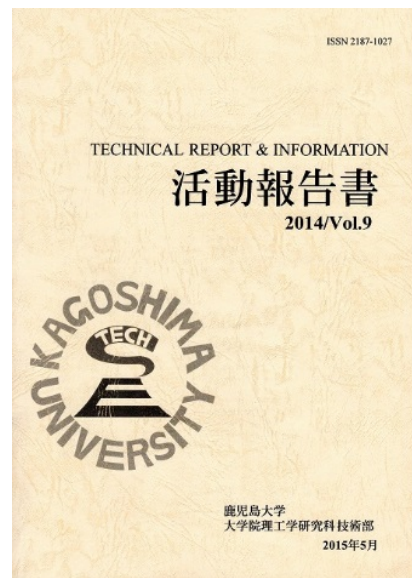 ISSN 2187-1027
TECHNICAL REPORT & INFORMATION
活動報告書
2014/Vol.9
KAGOSHIMA
TECH
UNIVERSITY
鹿児島大学
大学院理工学研究科技術部
2015年5月